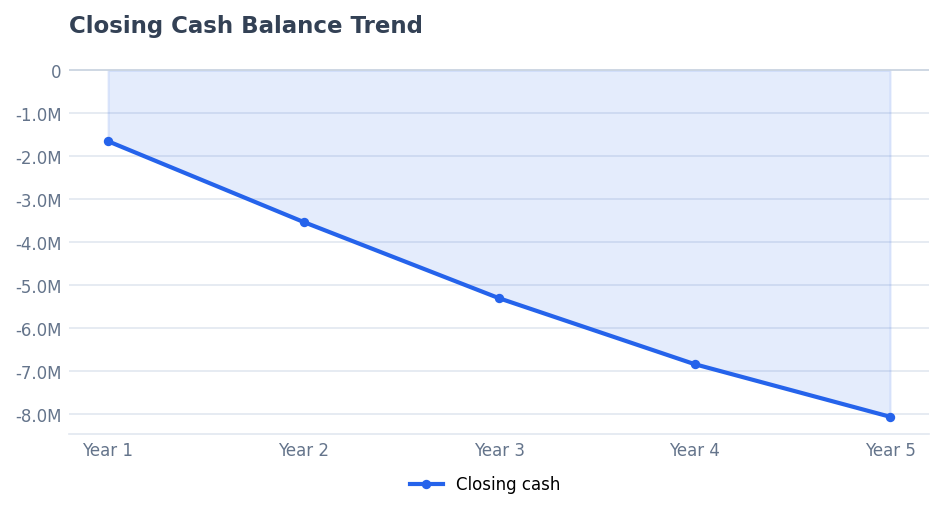 Closing Cash Balance Trend
0
-1.0M
-2.0M
-3.0M
-4.0M
-5.0M
-6.0M
-7.0M
-8.0M
Year 1 Year 2 Year 3 Year 4 Year 5
Closing cash